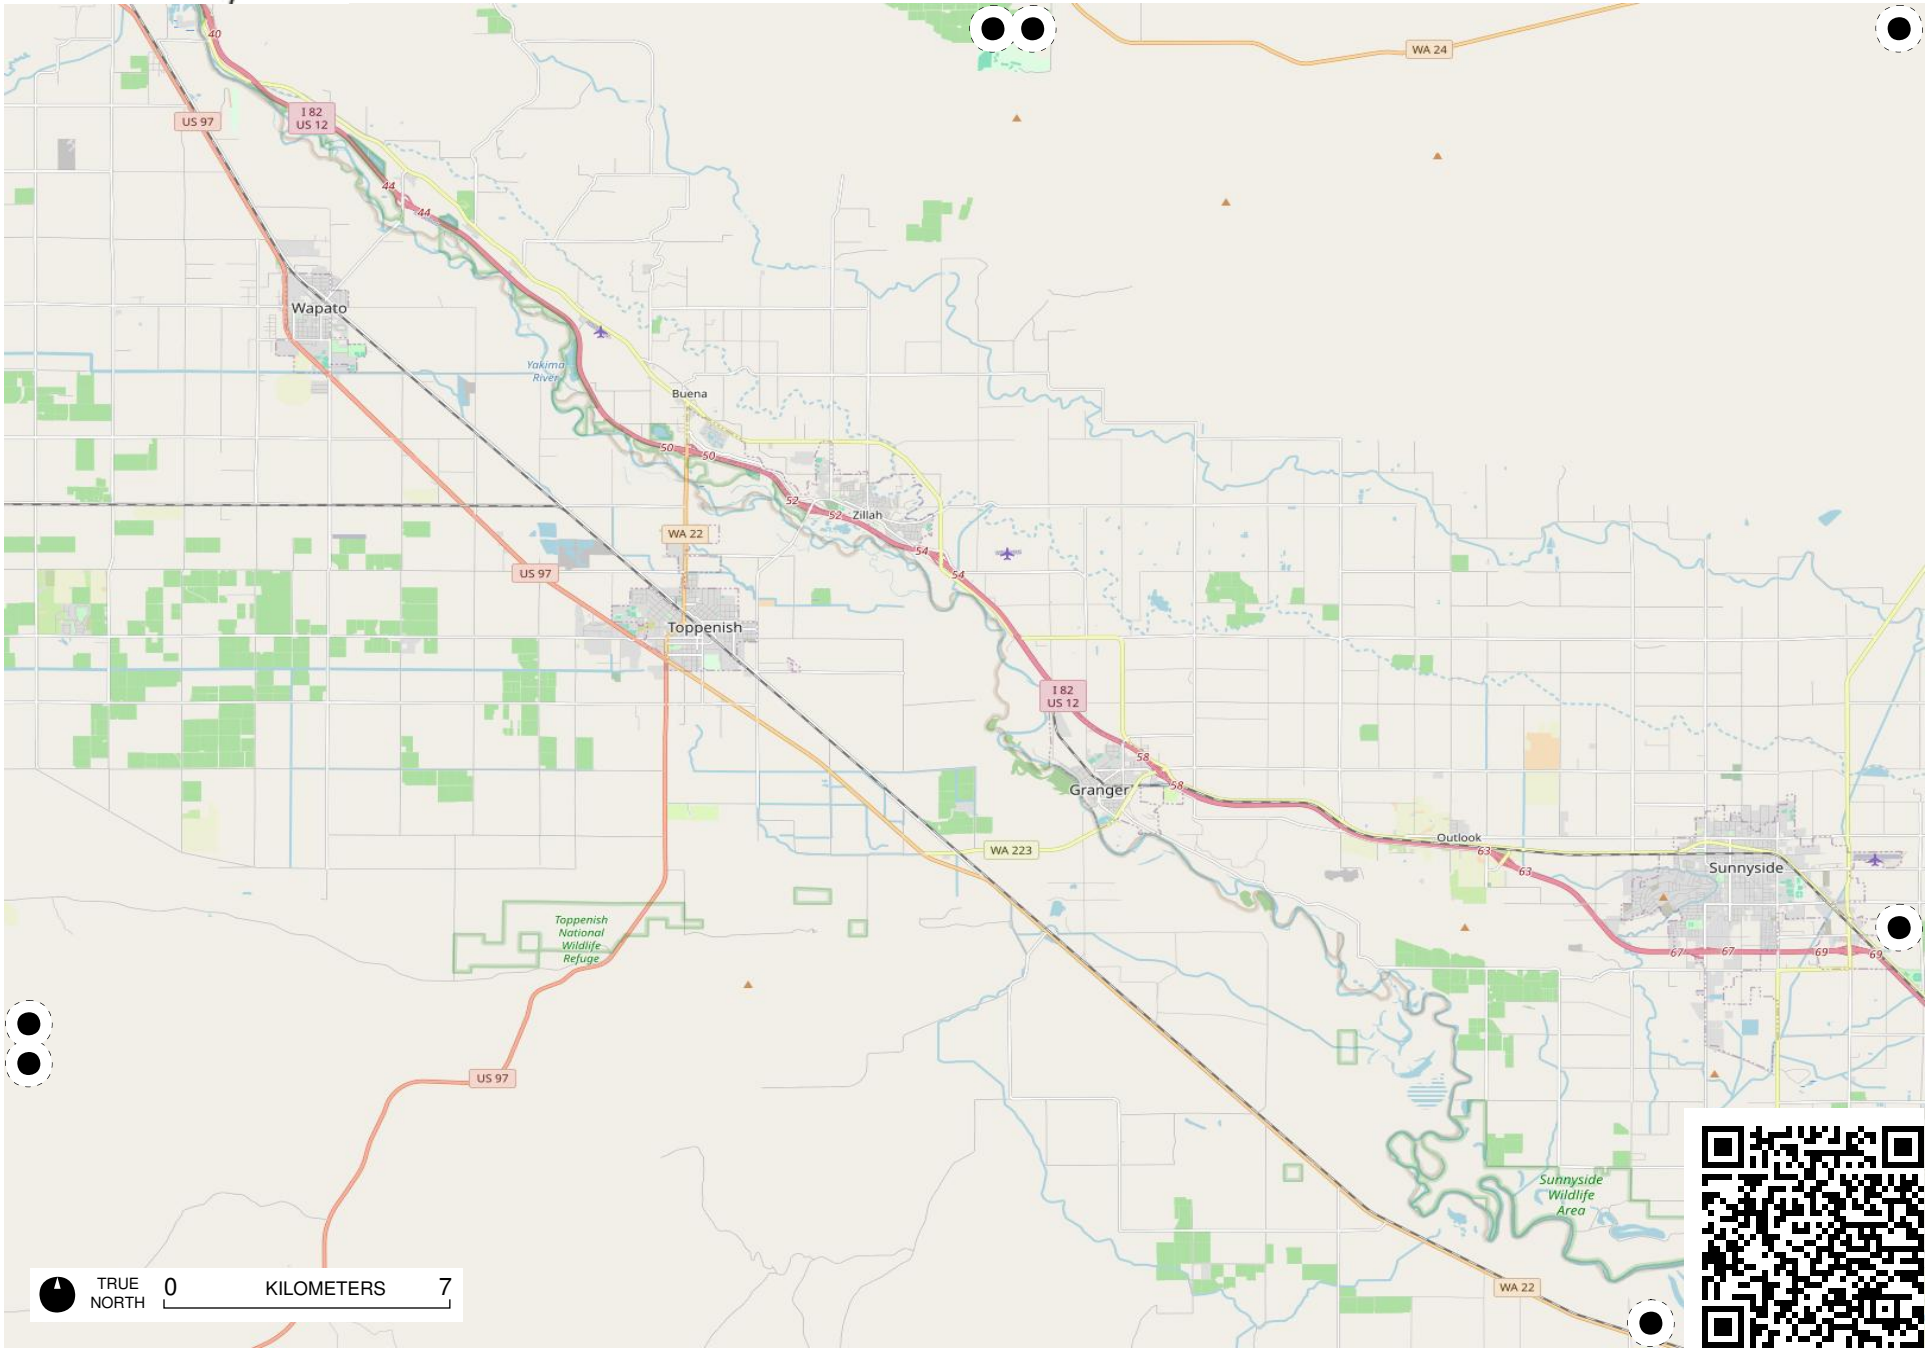 40
WA 24
US 97
I 82
US 12
44
44
Wapato
Yakima
River
Buena
50
50
52
52
Zillah
WA 22
54
54
US 97
Toppenish
I 82
US 12
58
58
Granger
Outlook
63
63
WA 223
Sunnyside
Toppenish
National
Wildlife
Refuge
67
67
69
69
US 97
Sunnyside
Wildlife
Area
WA 22
TRUE
NORTH
0 KILOMETERS 7